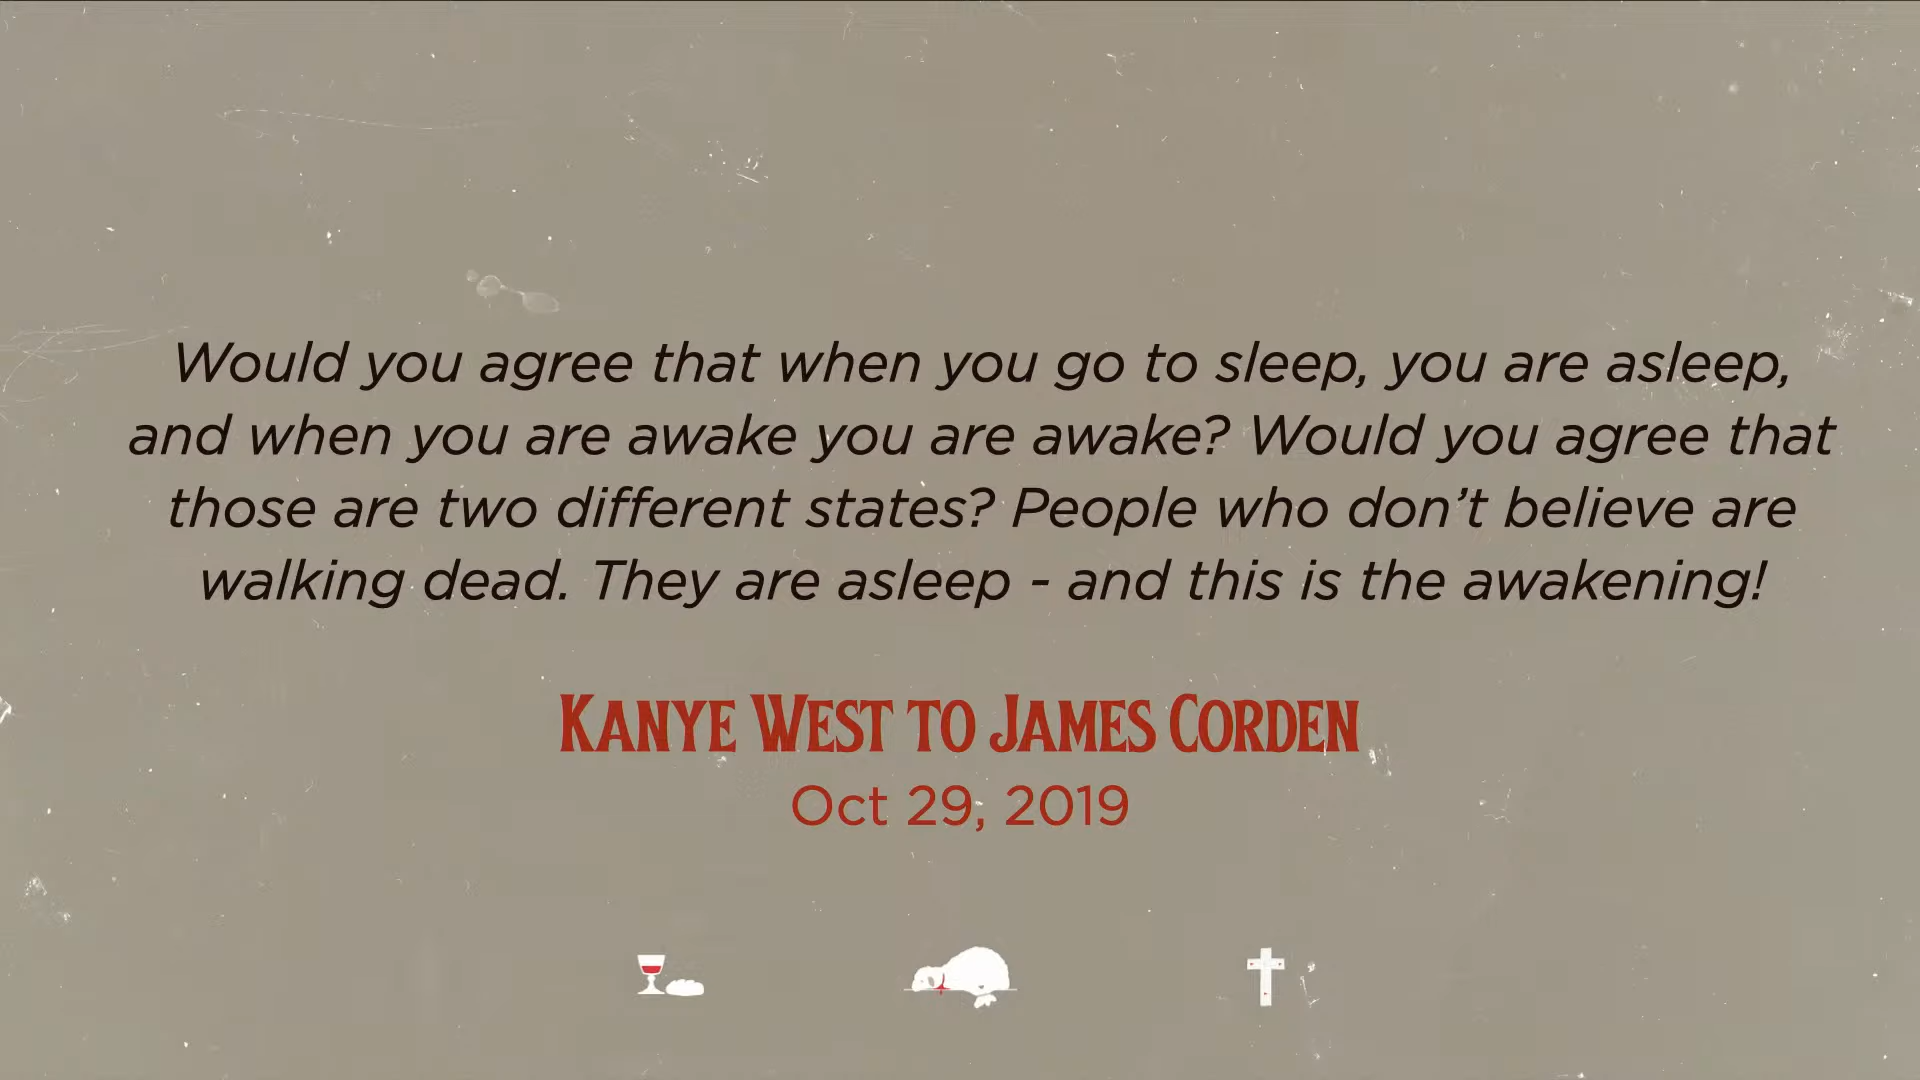 Would you agree that when you go to sleep, you are asleep,
and when you are awake you are awake? Would you agree that
those are two different states? People who don’t believe are
walking dead. They are asleep - and this is the awakening!
Kanye West to James Corden
Oct 29, 2019